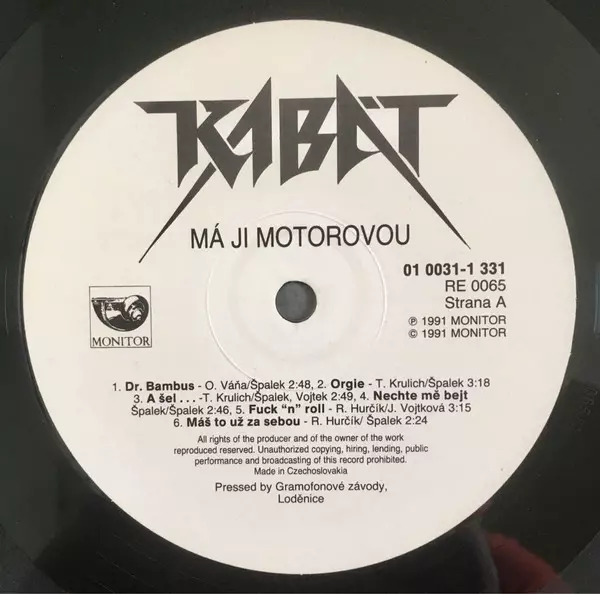 KABÁT
MÁ JI MOTOROVOU
01 0031-1 331
RE 0065
Strana A
℗ 1991 MONITOR
© 1991 MONITOR
MONITOR
1. Dr. Bambus - O. Váňa/Špalek 2:48, 2. Orgie - T. Krulich/Špalek 3:18
3. A šel . . . -T. Krulich/Špalek, Vojtek 2:49, 4. Nechte mě bejt
Špalek/Špalek 2:46, 5. Fuck "n" roll - R. Hurčík/J. Vojtková 3:15
6. Máš to už za sebou - R. Hurčík/ Špalek 2:24
All rights of the producer and of the owner of the work
reproduced reserved. Unauthorized copying, hiring, lending, public
performance and broadcasting of this record prohibited.
Made in Czechoslovakia
Pressed by Gramofonové závody,
Loděnice